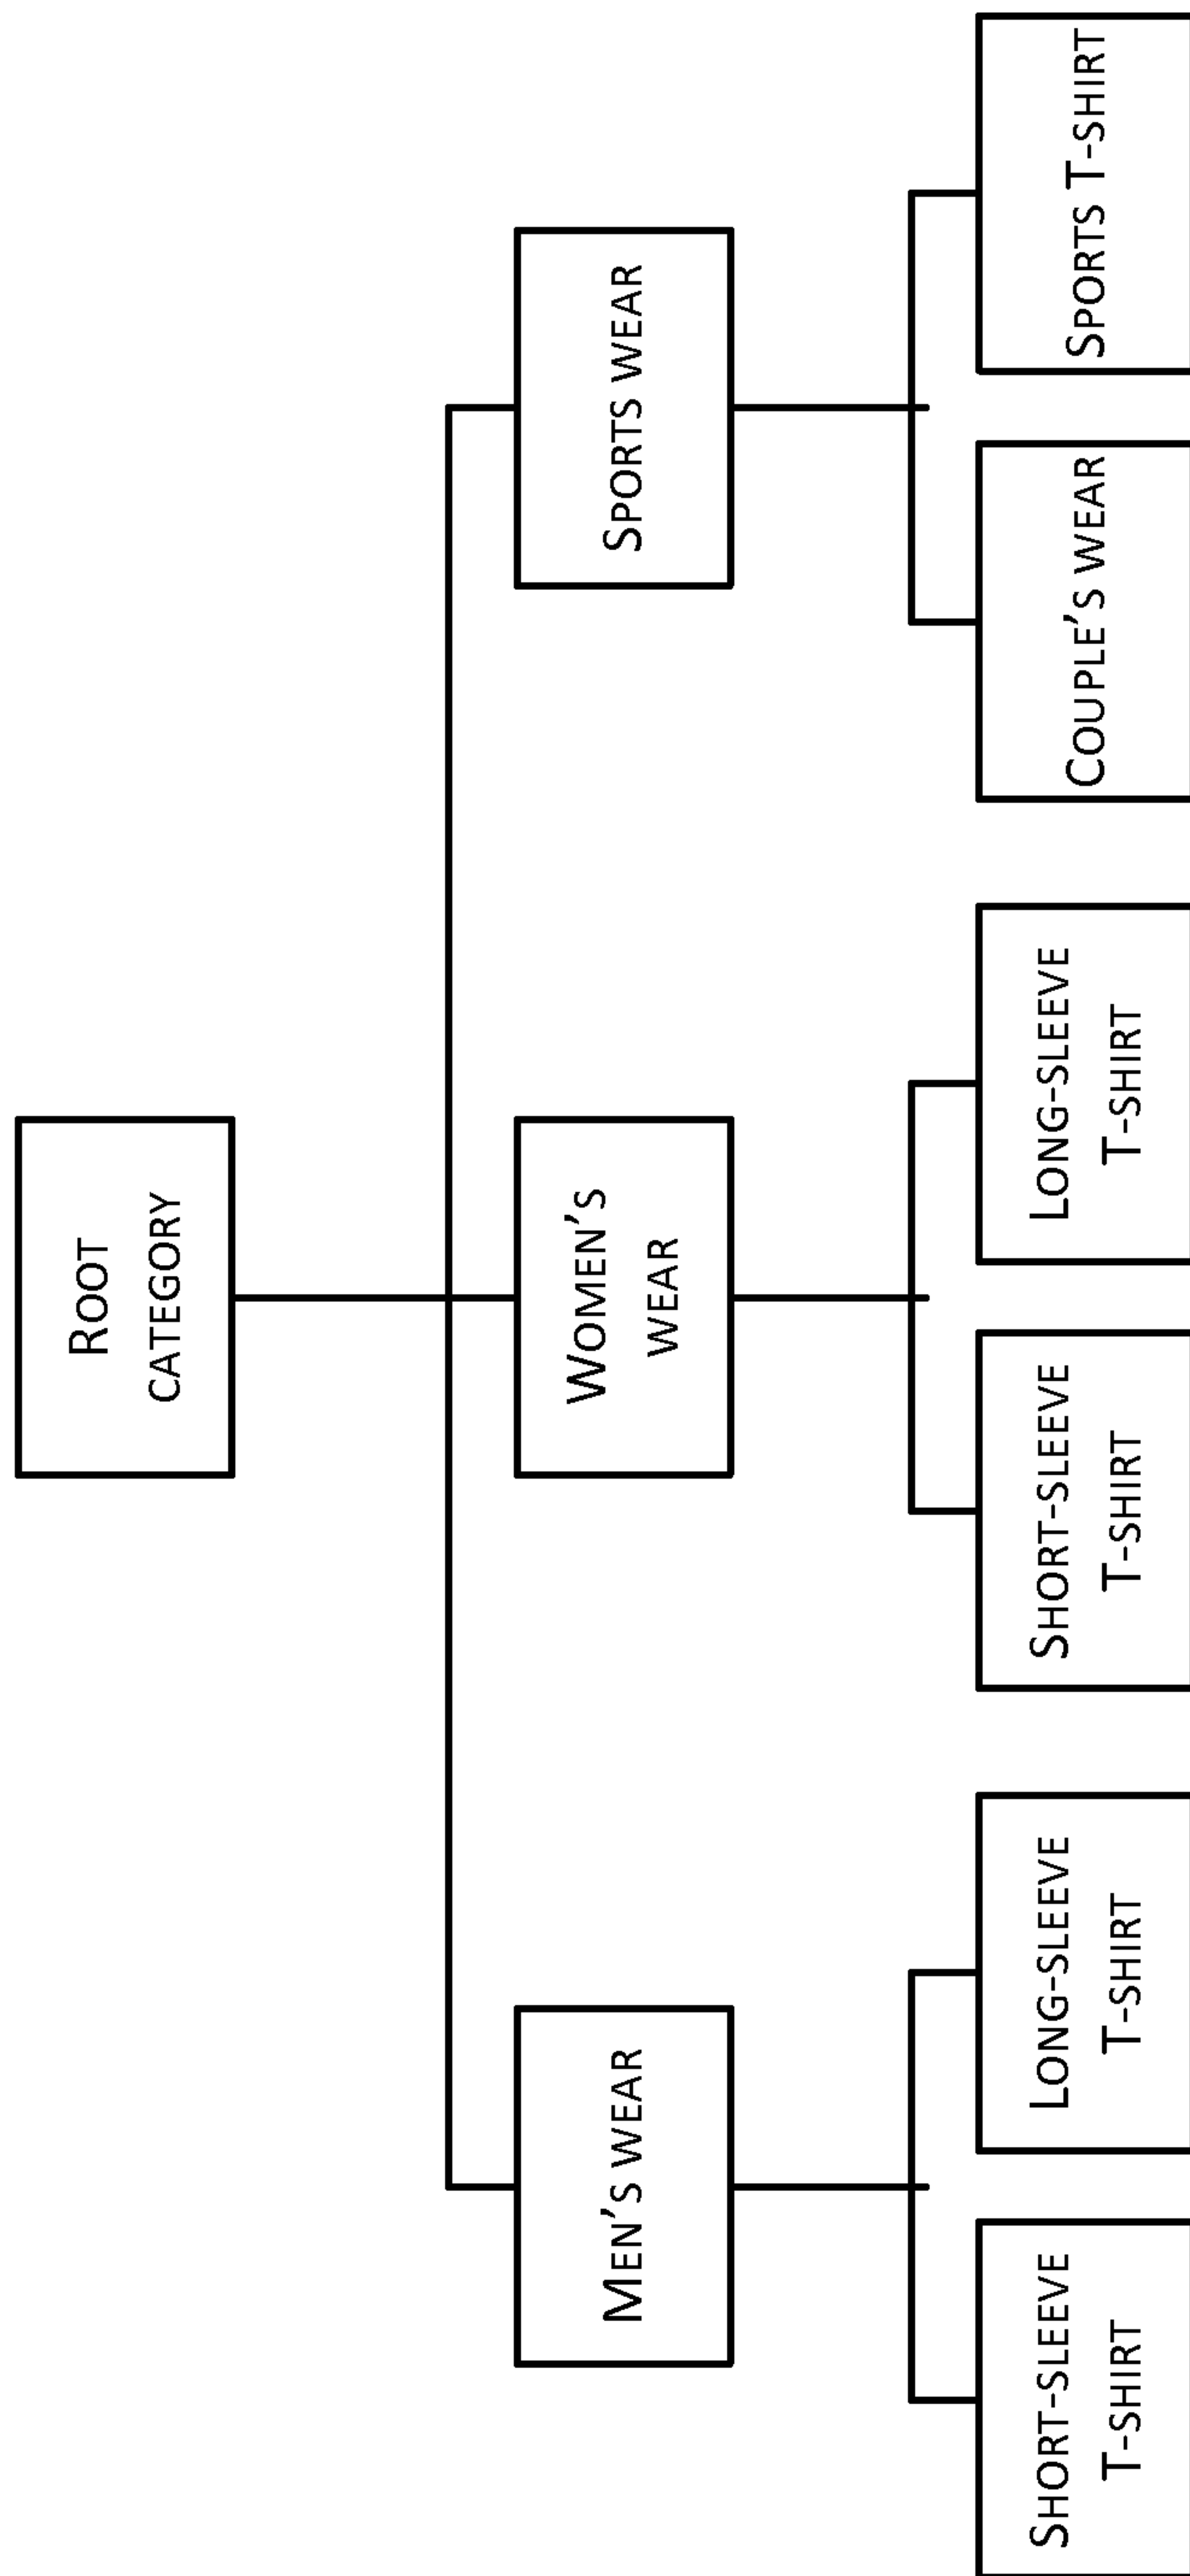 ROOT
CATEGORY
MEN'S WEAR
WOMEN'S
WEAR
SPORTS WEAR
SHORT-SLEEVE
T-SHIRT
LONG-SLEEVE
T-SHIRT
SHORT-SLEEVE
T-SHIRT
LONG-SLEEVE
T-SHIRT
COUPLE'S WEAR
SPORTS T-SHIRT